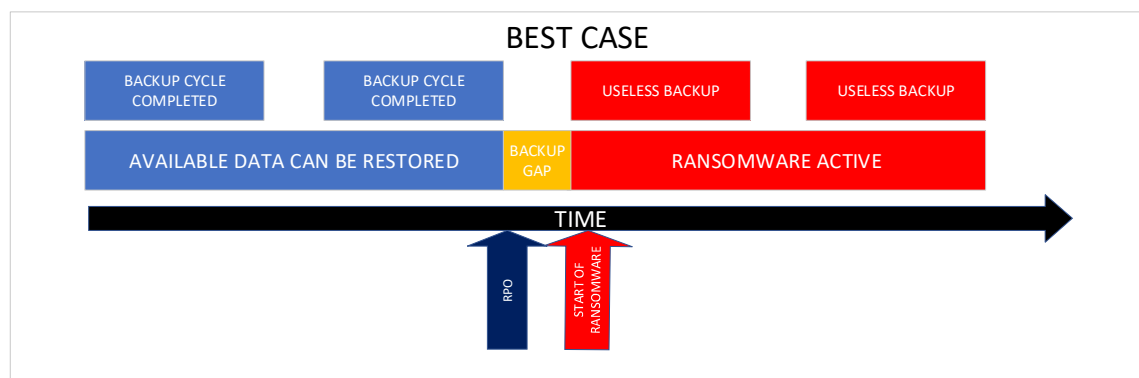 BEST CASE
BACKUP CYCLE
COMPLETED
BACKUP CYCLE
COMPLETED
USELESS BACKUP
USELESS BACKUP
AVAILABLE DATA CAN BE RESTORED
BACKUP
GAP
RANSOMWARE ACTIVE
TIME
RPO
START OF
RANSOMWARE